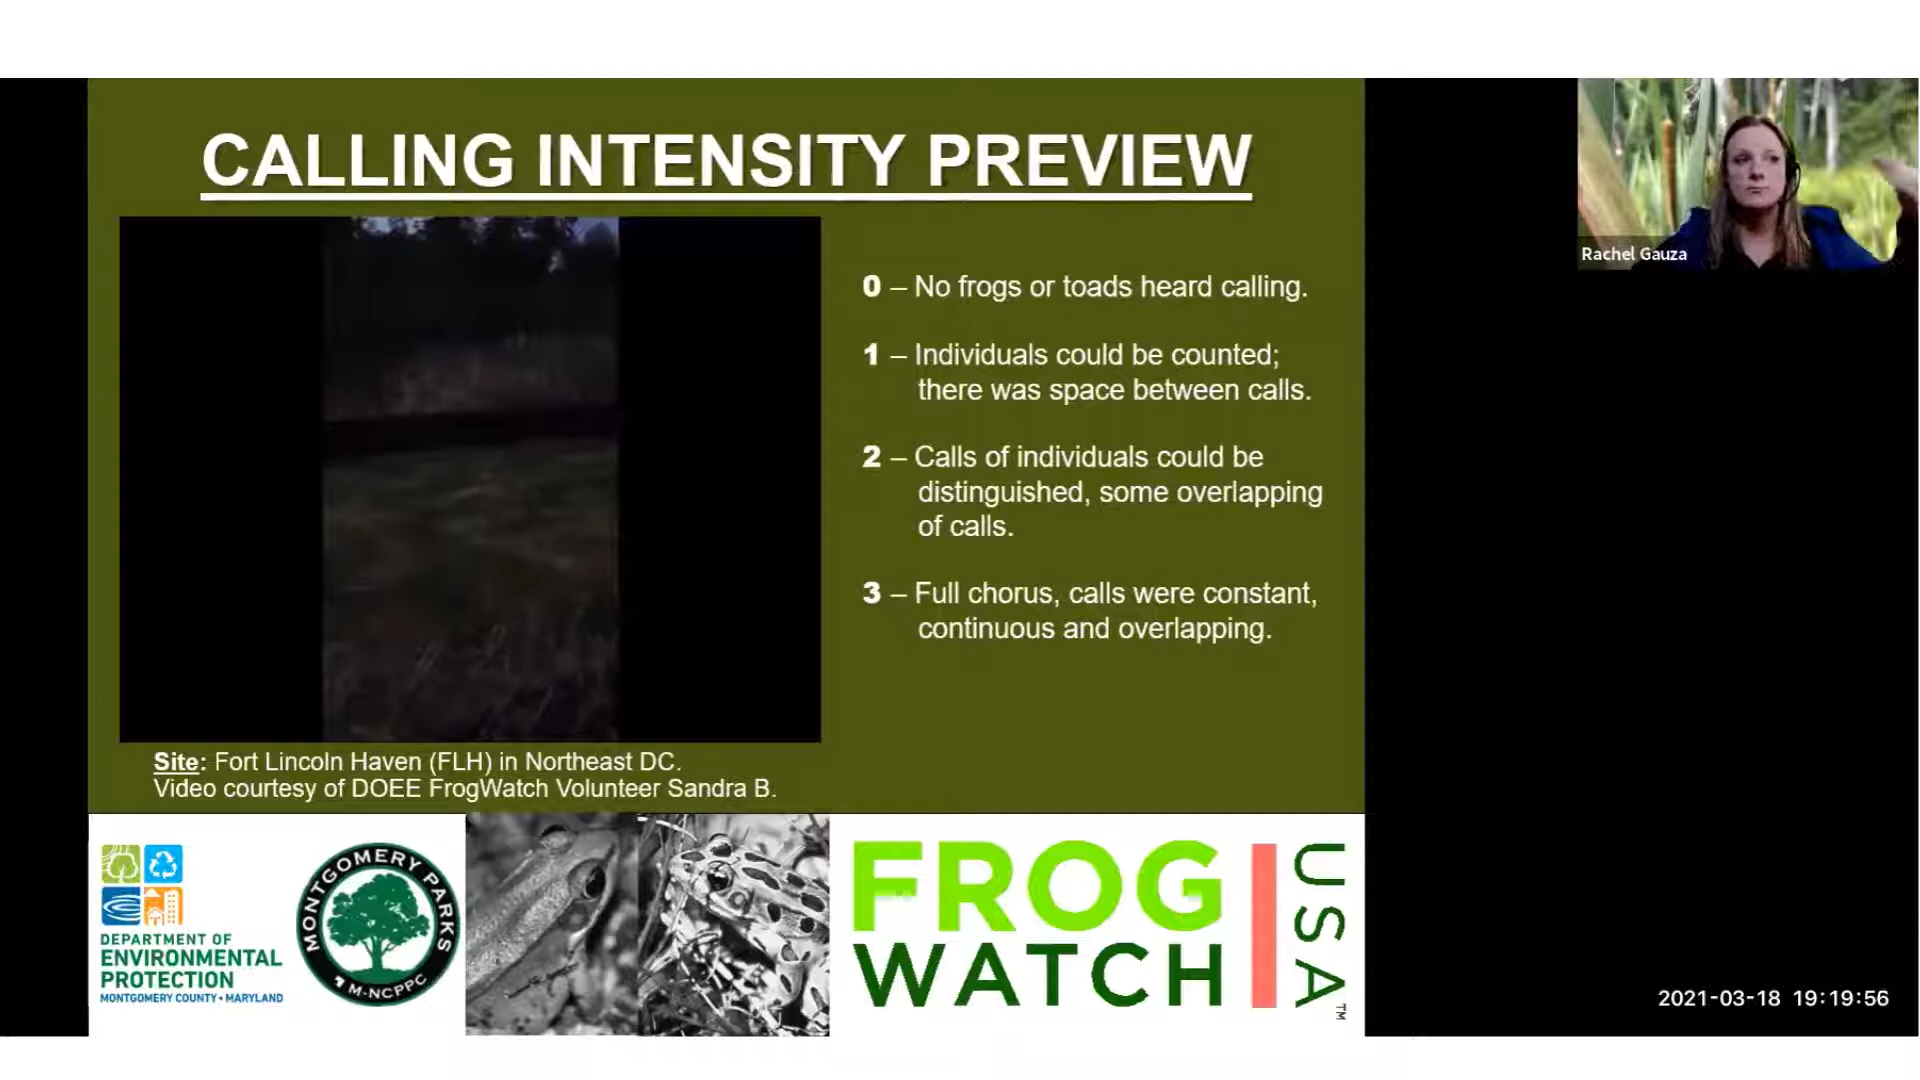 CALLING INTENSITY PREVIEW
0 – No frogs or toads heard calling.
1 – Individuals could be counted;
there was space between calls.
2 – Calls of individuals could be
distinguished, some overlapping
of calls.
3 – Full chorus, calls were constant,
continuous and overlapping.
Site: Fort Lincoln Haven (FLH) in Northeast DC.
Video courtesy of DOEE FrogWatch Volunteer Sandra B.
DEPARTMENT OF
ENVIRONMENTAL
PROTECTION
MONTGOMERY COUNTY • MARYLAND
MONTGOMERY PARKS
M-NCPPC
FROG
WATCH
USA™
Rachel Gauza
2021-03-18 19:19:56